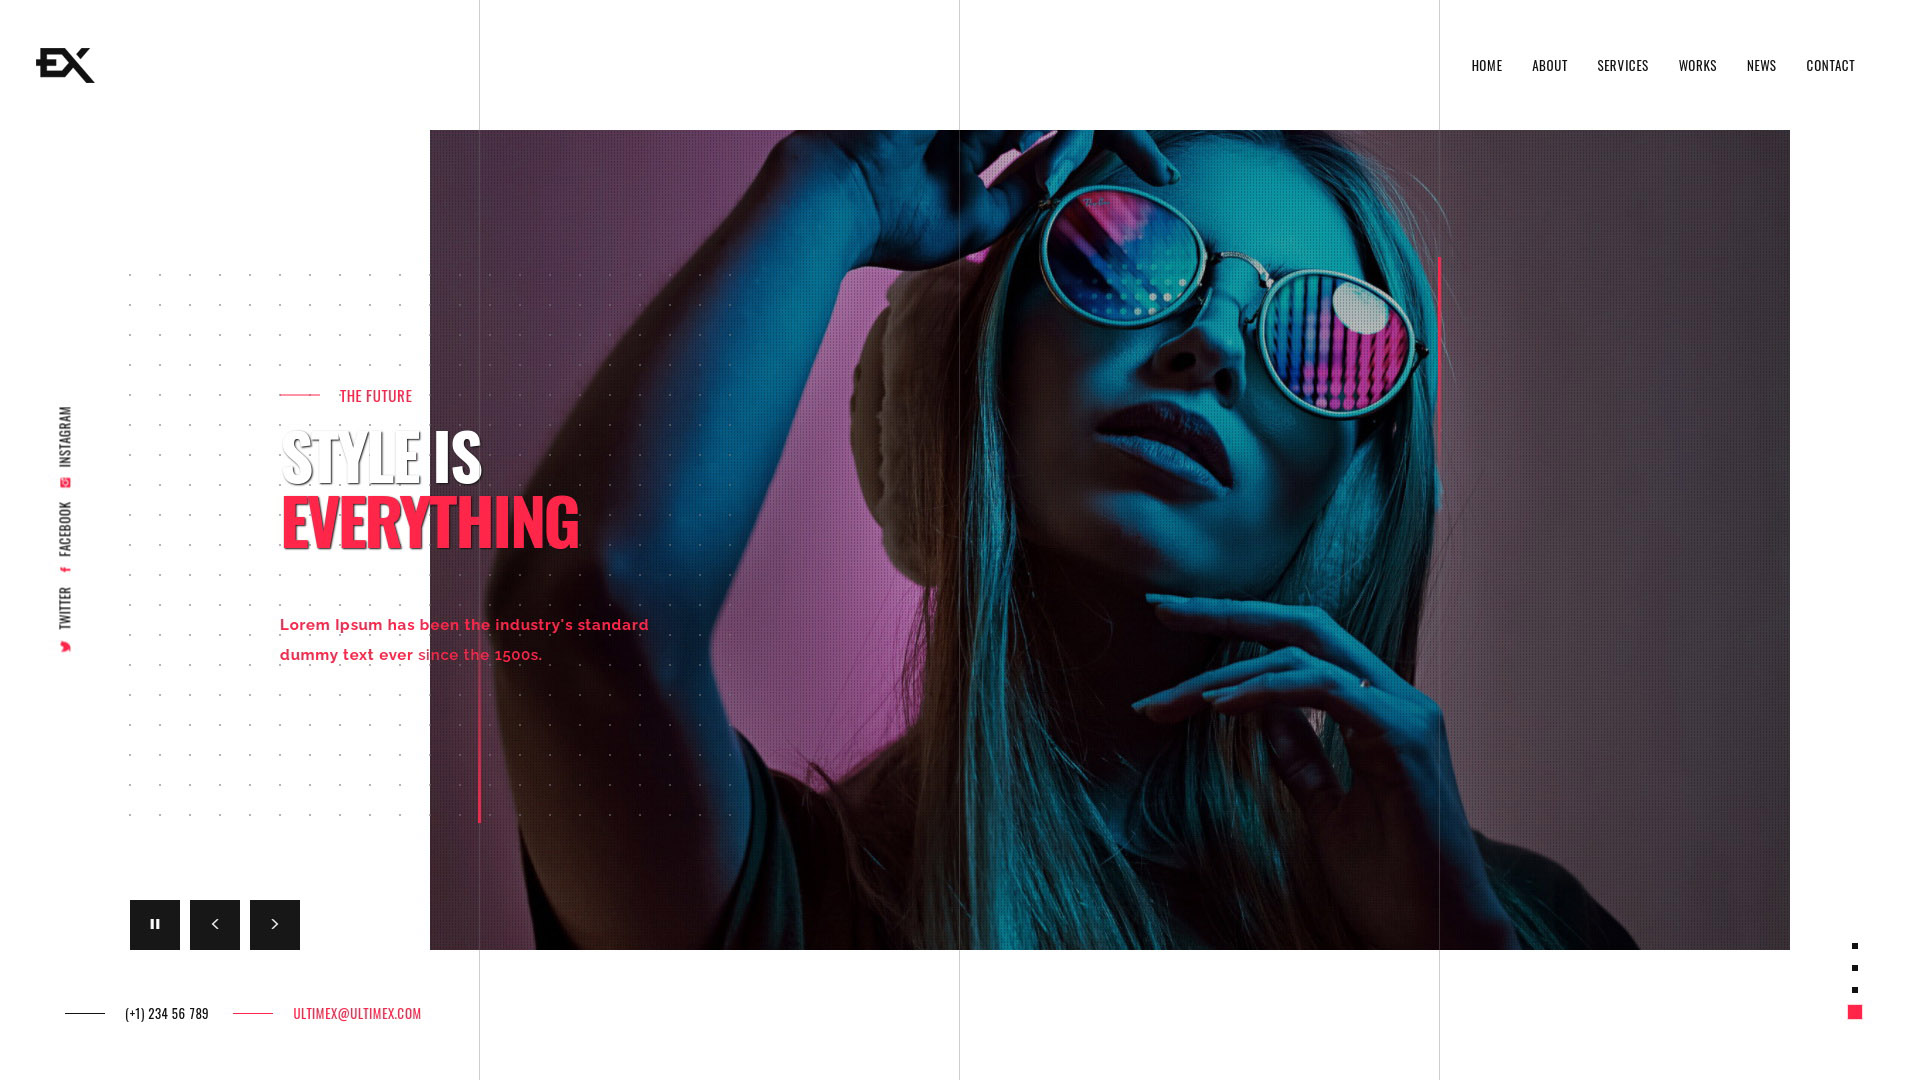 EX
HOME
ABOUT
SERVICES
WORKS
NEWS
CONTACT
THE FUTURE
STYLE IS
EVERYTHING
Lorem Ipsum has been the industry's standard
dummy text ever since the 1500s.
INSTAGRAM
FACEBOOK
TWITTER
(+1) 234 56 789
ULTIMEX@ULTIMEX.COM